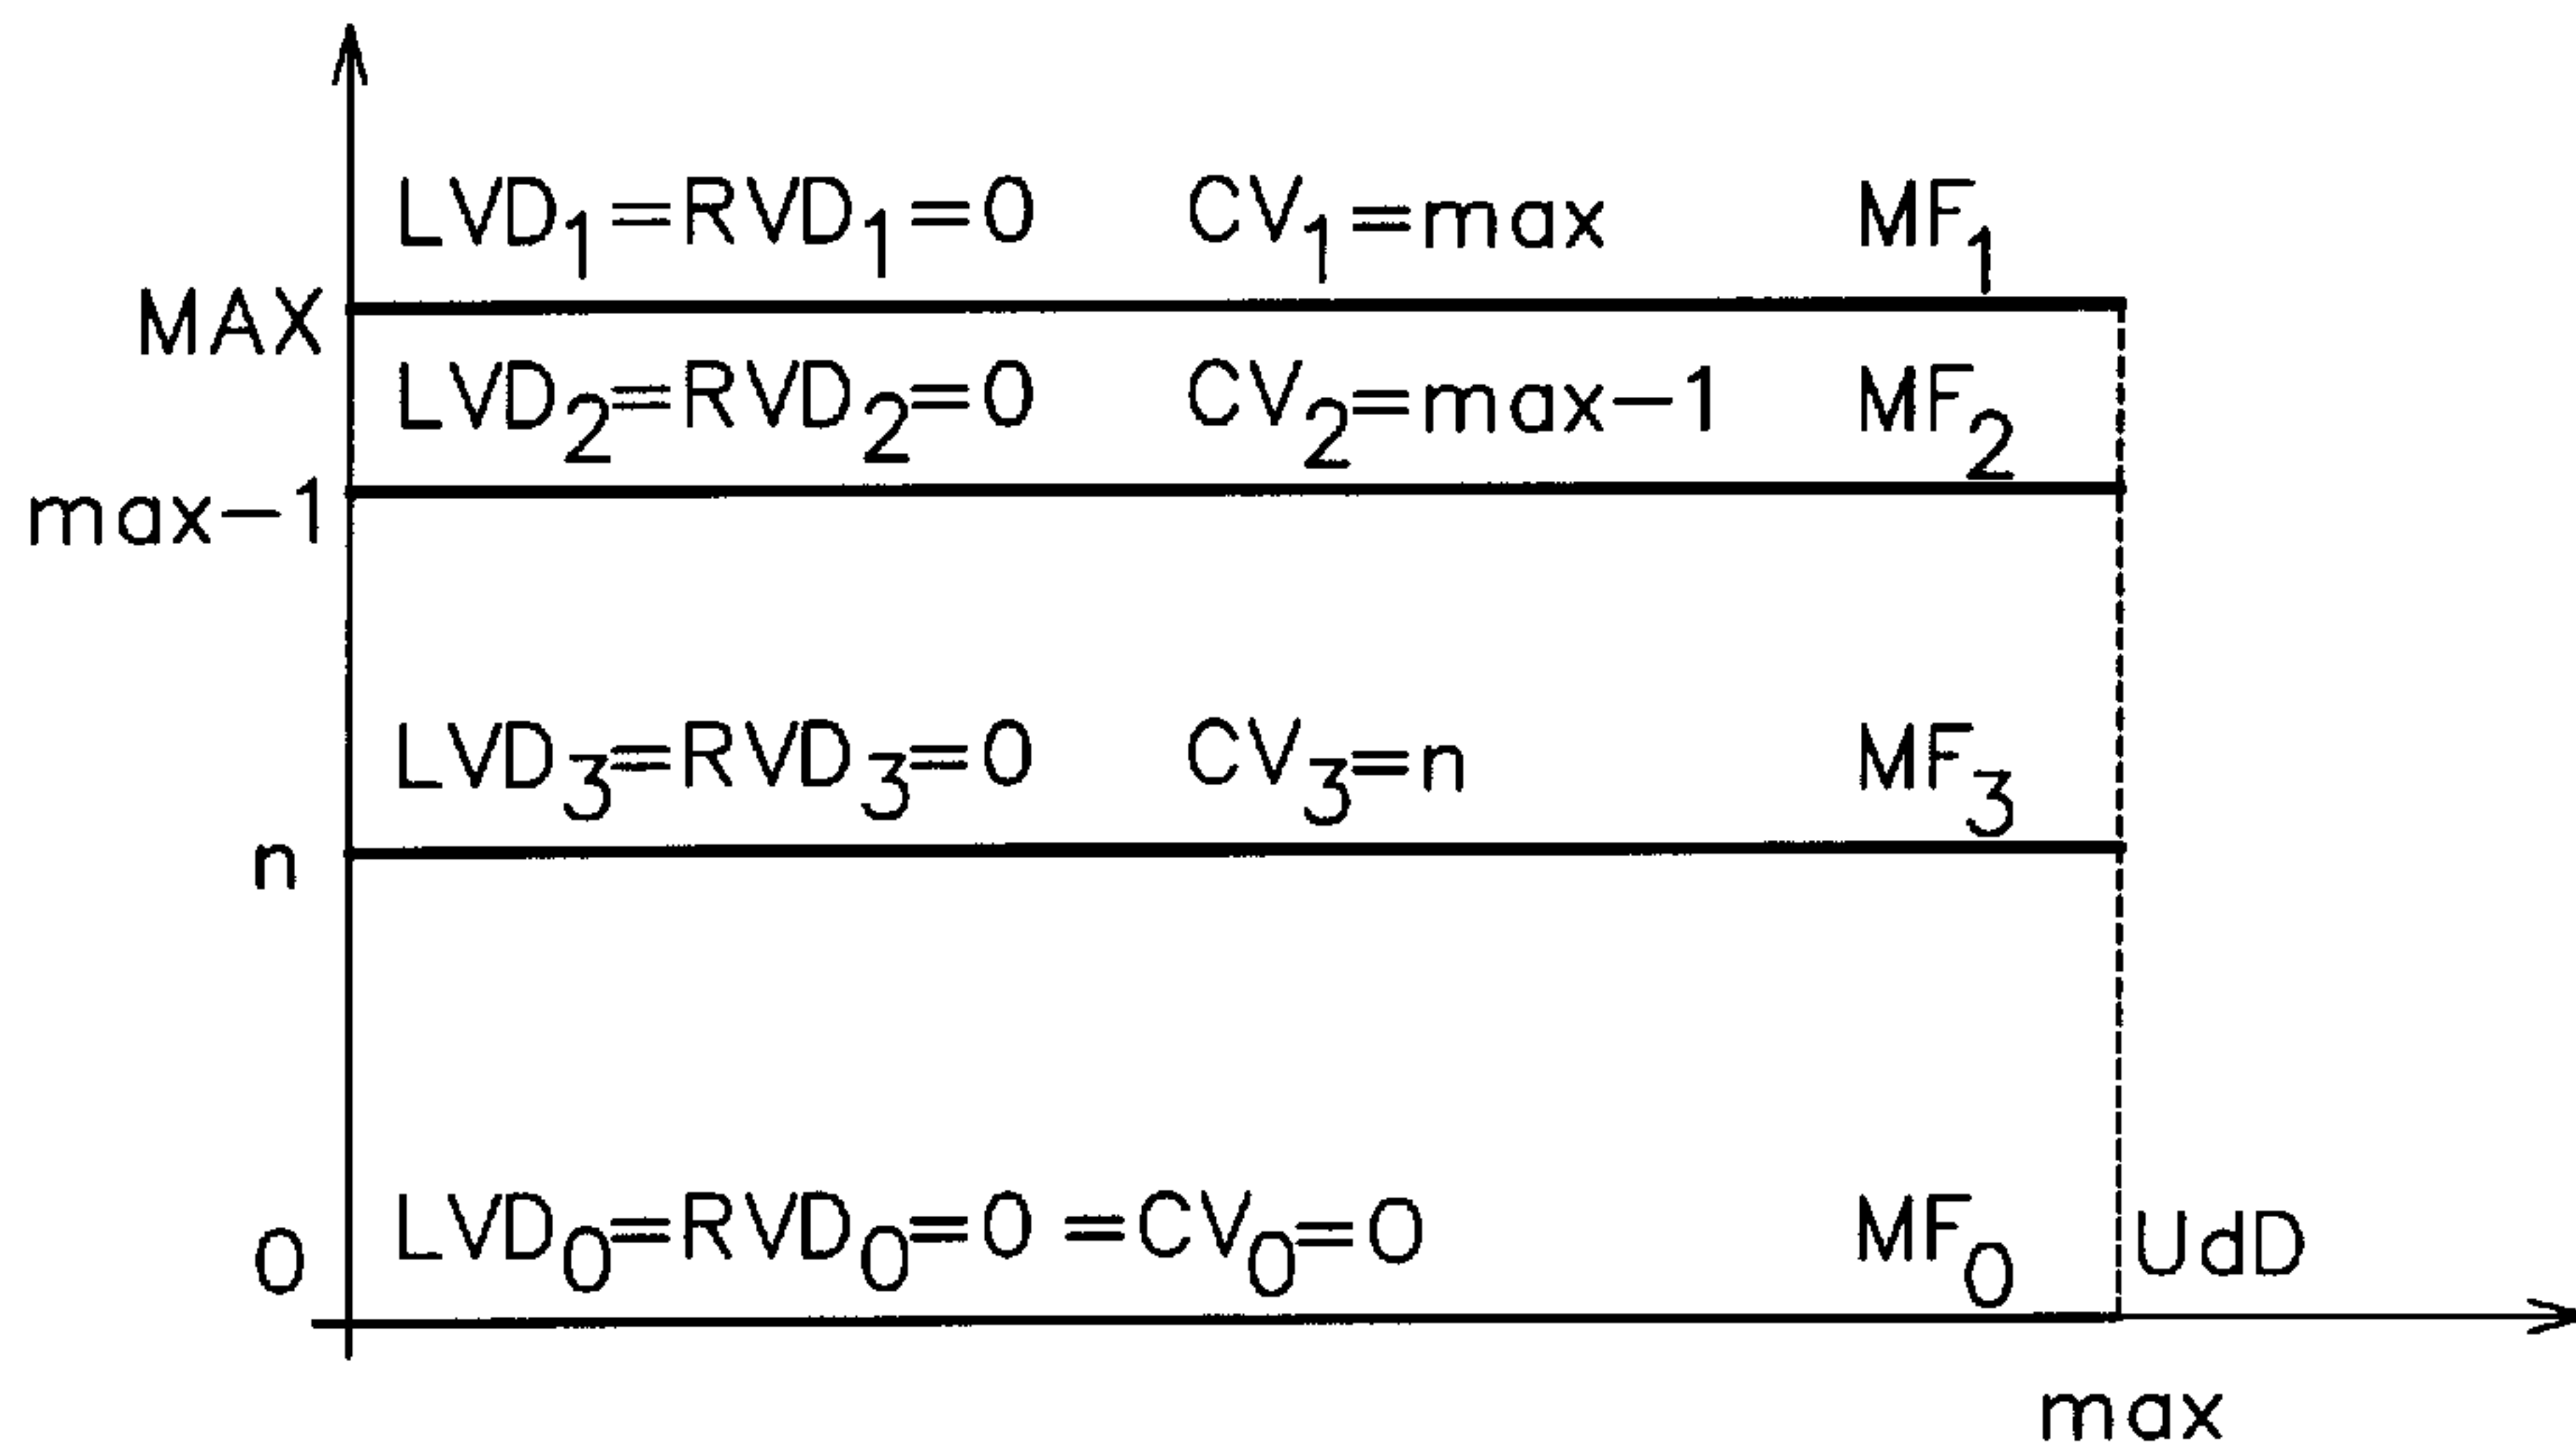 LVD₁=RVD₁=0 CV₁=max MF₁
MAX
LVD₂=RVD₂=0 CV₂=max-1 MF₂
max-1
LVD₃=RVD₃=0 CV₃=n MF₃
n
LVD₀=RVD₀=0 =CV₀=0 MF₀ UdD
0
max